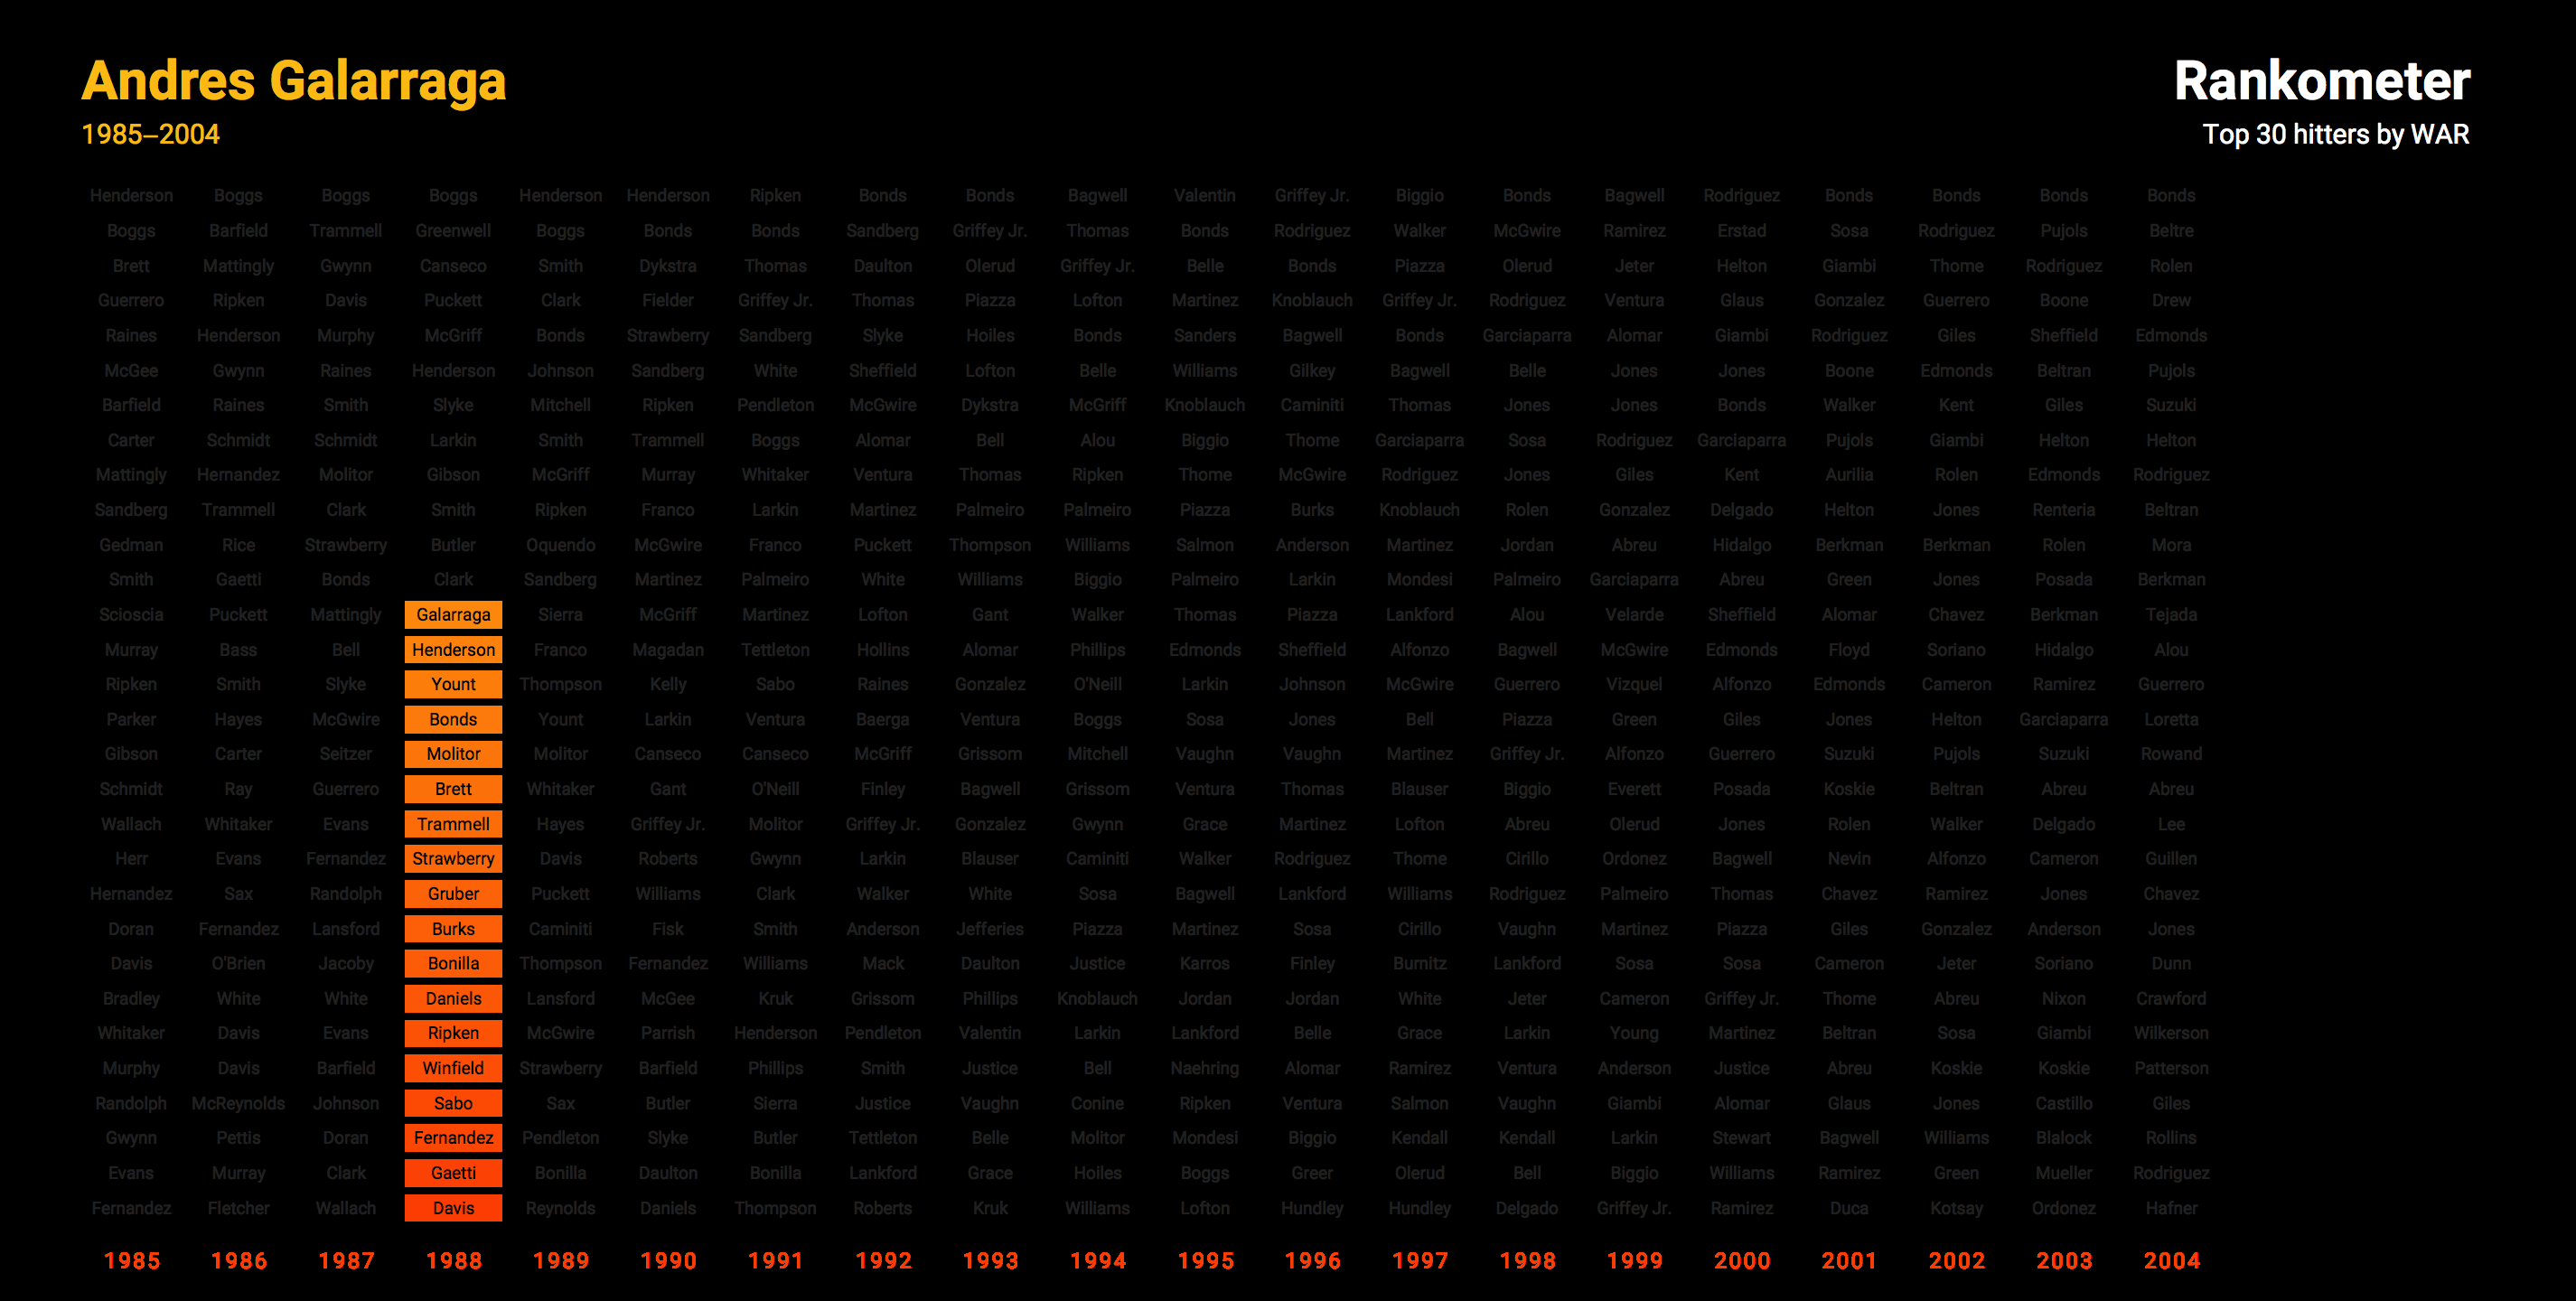 Andres Galarraga
1985–2004
Rankometer
Top 30 hitters by WAR
Henderson Boggs Boggs Boggs Henderson Henderson Ripken Bonds Bonds Bagwell Valentin Griffey Jr. Biggio Bonds Bagwell Rodriguez Bonds Bonds Bonds Bonds
Boggs Barfield Trammell Greenwell Boggs Bonds Bonds Sandberg Griffey Jr. Thomas Bonds Rodriguez Walker McGwire Ramirez Erstad Sosa Rodriguez Pujols Beltre
Brett Mattingly Gwynn Canseco Smith Dykstra Thomas Daulton Olerud Griffey Jr. Belle Bonds Piazza Olerud Jeter Helton Giambi Thome Rodriguez Rolen
Guerrero Ripken Davis Puckett Clark Fielder Griffey Jr. Thomas Piazza Lofton Martinez Knoblauch Griffey Jr. Rodriguez Ventura Glaus Gonzalez Guerrero Boone Drew
Raines Henderson Murphy McGriff Bonds Strawberry Sandberg Slyke Hoiles Bonds Sanders Bagwell Bonds Garciaparra Alomar Giambi Rodriguez Giles Sheffield Edmonds
McGee Gwynn Raines Henderson Johnson Sandberg White Sheffield Lofton Belle Williams Gilkey Bagwell Belle Jones Jones Boone Edmonds Beltran Pujols
Barfield Raines Smith Slyke Mitchell Ripken Pendleton McGwire Dykstra McGriff Knoblauch Caminiti Thomas Jones Jones Bonds Walker Kent Giles Suzuki
Carter Schmidt Schmidt Larkin Smith Trammell Boggs Alomar Bell Alou Biggio Thome Garciaparra Sosa Rodriguez Garciaparra Pujols Giambi Helton Helton
Mattingly Hernandez Molitor Gibson McGriff Murray Whitaker Ventura Thomas Ripken Thome McGwire Rodriguez Jones Giles Kent Aurilia Rolen Edmonds Rodriguez
Sandberg Trammell Clark Smith Ripken Franco Larkin Martinez Palmeiro Palmeiro Piazza Burks Knoblauch Rolen Gonzalez Delgado Helton Jones Renteria Beltran
Gedman Rice Strawberry Butler Oquendo McGwire Franco Puckett Thompson Williams Salmon Anderson Martinez Jordan Abreu Hidalgo Berkman Berkman Rolen Mora
Smith Gaetti Bonds Clark Sandberg Martinez Palmeiro White Williams Biggio Palmeiro Larkin Mondesi Palmeiro Garciaparra Abreu Green Jones Posada Berkman
Scioscia Puckett Mattingly Galarraga Sierra McGriff Martinez Lofton Gant Walker Thomas Piazza Lankford Alou Velarde Sheffield Alomar Chavez Berkman Tejada
Murray Bass Bell Henderson Franco Magadan Tettleton Hollins Alomar Phillips Edmonds Sheffield Alfonzo Bagwell McGwire Edmonds Floyd Soriano Hidalgo Alou
Ripken Smith Slyke Yount Thompson Kelly Sabo Raines Gonzalez O'Neill Larkin Johnson McGwire Guerrero Vizquel Alfonzo Edmonds Cameron Ramirez Guerrero
Parker Hayes McGwire Bonds Yount Larkin Ventura Baerga Ventura Boggs Sosa Jones Bell Piazza Green Giles Jones Helton Garciaparra Loretta
Gibson Carter Seitzer Molitor Molitor Canseco Canseco McGriff Grissom Mitchell Vaughn Vaughn Martinez Griffey Jr. Alfonzo Guerrero Suzuki Pujols Suzuki Rowand
Schmidt Ray Guerrero Brett Whitaker Gant O'Neill Finley Bagwell Grissom Ventura Thomas Blauser Biggio Everett Posada Koskie Beltran Abreu Abreu
Wallach Whitaker Evans Trammell Hayes Griffey Jr. Molitor Griffey Jr. Gonzalez Gwynn Grace Martinez Lofton Abreu Olerud Jones Rolen Walker Delgado Lee
Herr Evans Fernandez Strawberry Davis Roberts Gwynn Larkin Blauser Caminiti Walker Rodriguez Thome Cirillo Ordonez Bagwell Nevin Alfonzo Cameron Guillen
Hernandez Sax Randolph Gruber Puckett Williams Clark Walker White Sosa Bagwell Lankford Williams Rodriguez Palmeiro Thomas Chavez Ramirez Jones Chavez
Doran Fernandez Lansford Burks Caminiti Fisk Smith Anderson Jefferies Piazza Martinez Sosa Cirillo Vaughn Martinez Piazza Giles Gonzalez Anderson Jones
Davis O'Brien Jacoby Bonilla Thompson Fernandez Williams Mack Daulton Justice Karros Finley Burnitz Lankford Sosa Sosa Cameron Jeter Soriano Dunn
Bradley White White Daniels Lansford McGee Kruk Grissom Phillips Knoblauch Jordan Jordan White Jeter Cameron Griffey Jr. Thome Abreu Nixon Crawford
Whitaker Davis Evans Ripken McGwire Parrish Henderson Pendleton Valentin Larkin Lankford Belle Grace Larkin Young Martinez Beltran Sosa Giambi Wilkerson
Murphy Davis Barfield Winfield Strawberry Barfield Phillips Smith Justice Bell Naehring Alomar Ramirez Ventura Anderson Justice Abreu Koskie Koskie Patterson
Randolph McReynolds Johnson Sabo Sax Butler Sierra Justice Vaughn Conine Ripken Ventura Salmon Vaughn Giambi Alomar Glaus Jones Castillo Giles
Gwynn Pettis Doran Fernandez Pendleton Slyke Butler Tettleton Belle Molitor Mondesi Biggio Kendall Kendall Larkin Stewart Bagwell Williams Blalock Rollins
Evans Murray Clark Gaetti Bonilla Daulton Bonilla Lankford Grace Hoiles Boggs Greer Olerud Bell Biggio Williams Ramirez Green Mueller Rodriguez
Fernandez Fletcher Wallach Davis Reynolds Daniels Thompson Roberts Kruk Williams Lofton Hundley Hundley Delgado Griffey Jr. Ramirez Duca Kotsay Ordonez Hafner
1985 1986 1987 1988 1989 1990 1991 1992 1993 1994 1995 1996 1997 1998 1999 2000 2001 2002 2003 2004